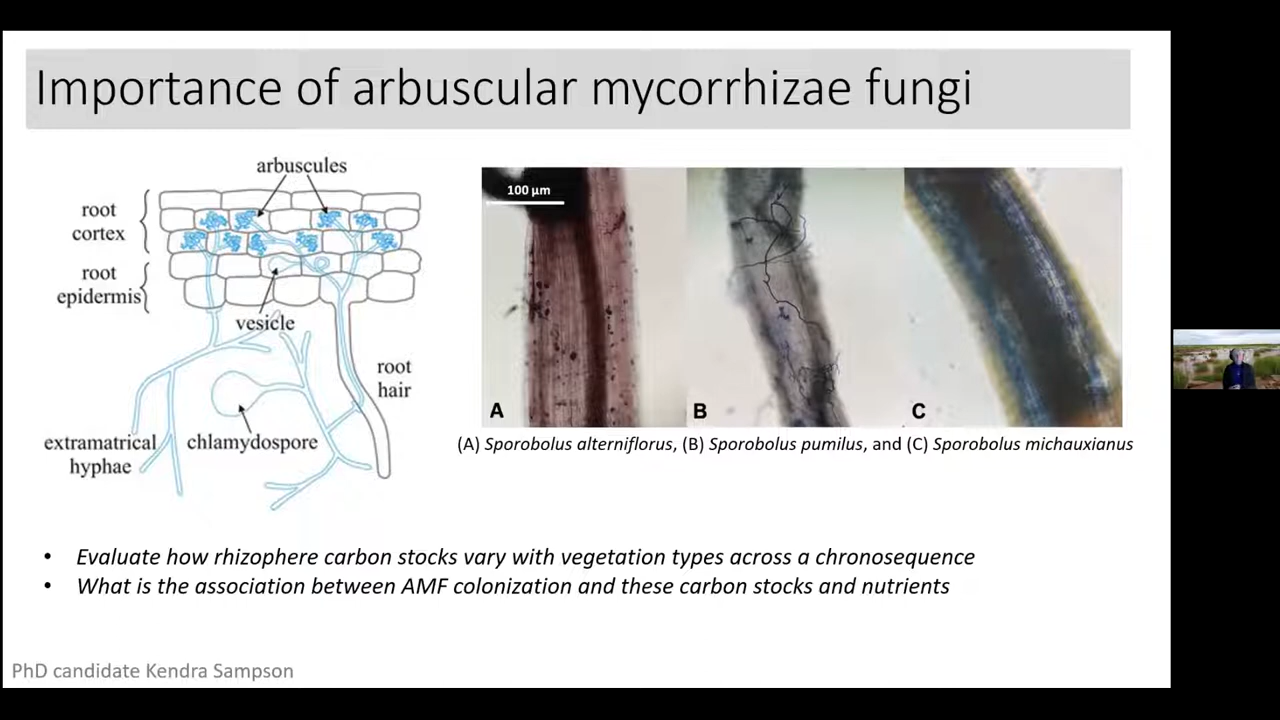 Importance of arbuscular mycorrhizae fungi
arbuscules
root
cortex
root
epidermis
vesicle
root
hair
extramatrical
hyphae
chlamydospore
100 µm
A
B
C
(A) Sporobolus alterniflorus, (B) Sporobolus pumilus, and (C) Sporobolus michauxianus
• Evaluate how rhizophere carbon stocks vary with vegetation types across a chronosequence
• What is the association between AMF colonization and these carbon stocks and nutrients
PhD candidate Kendra Sampson